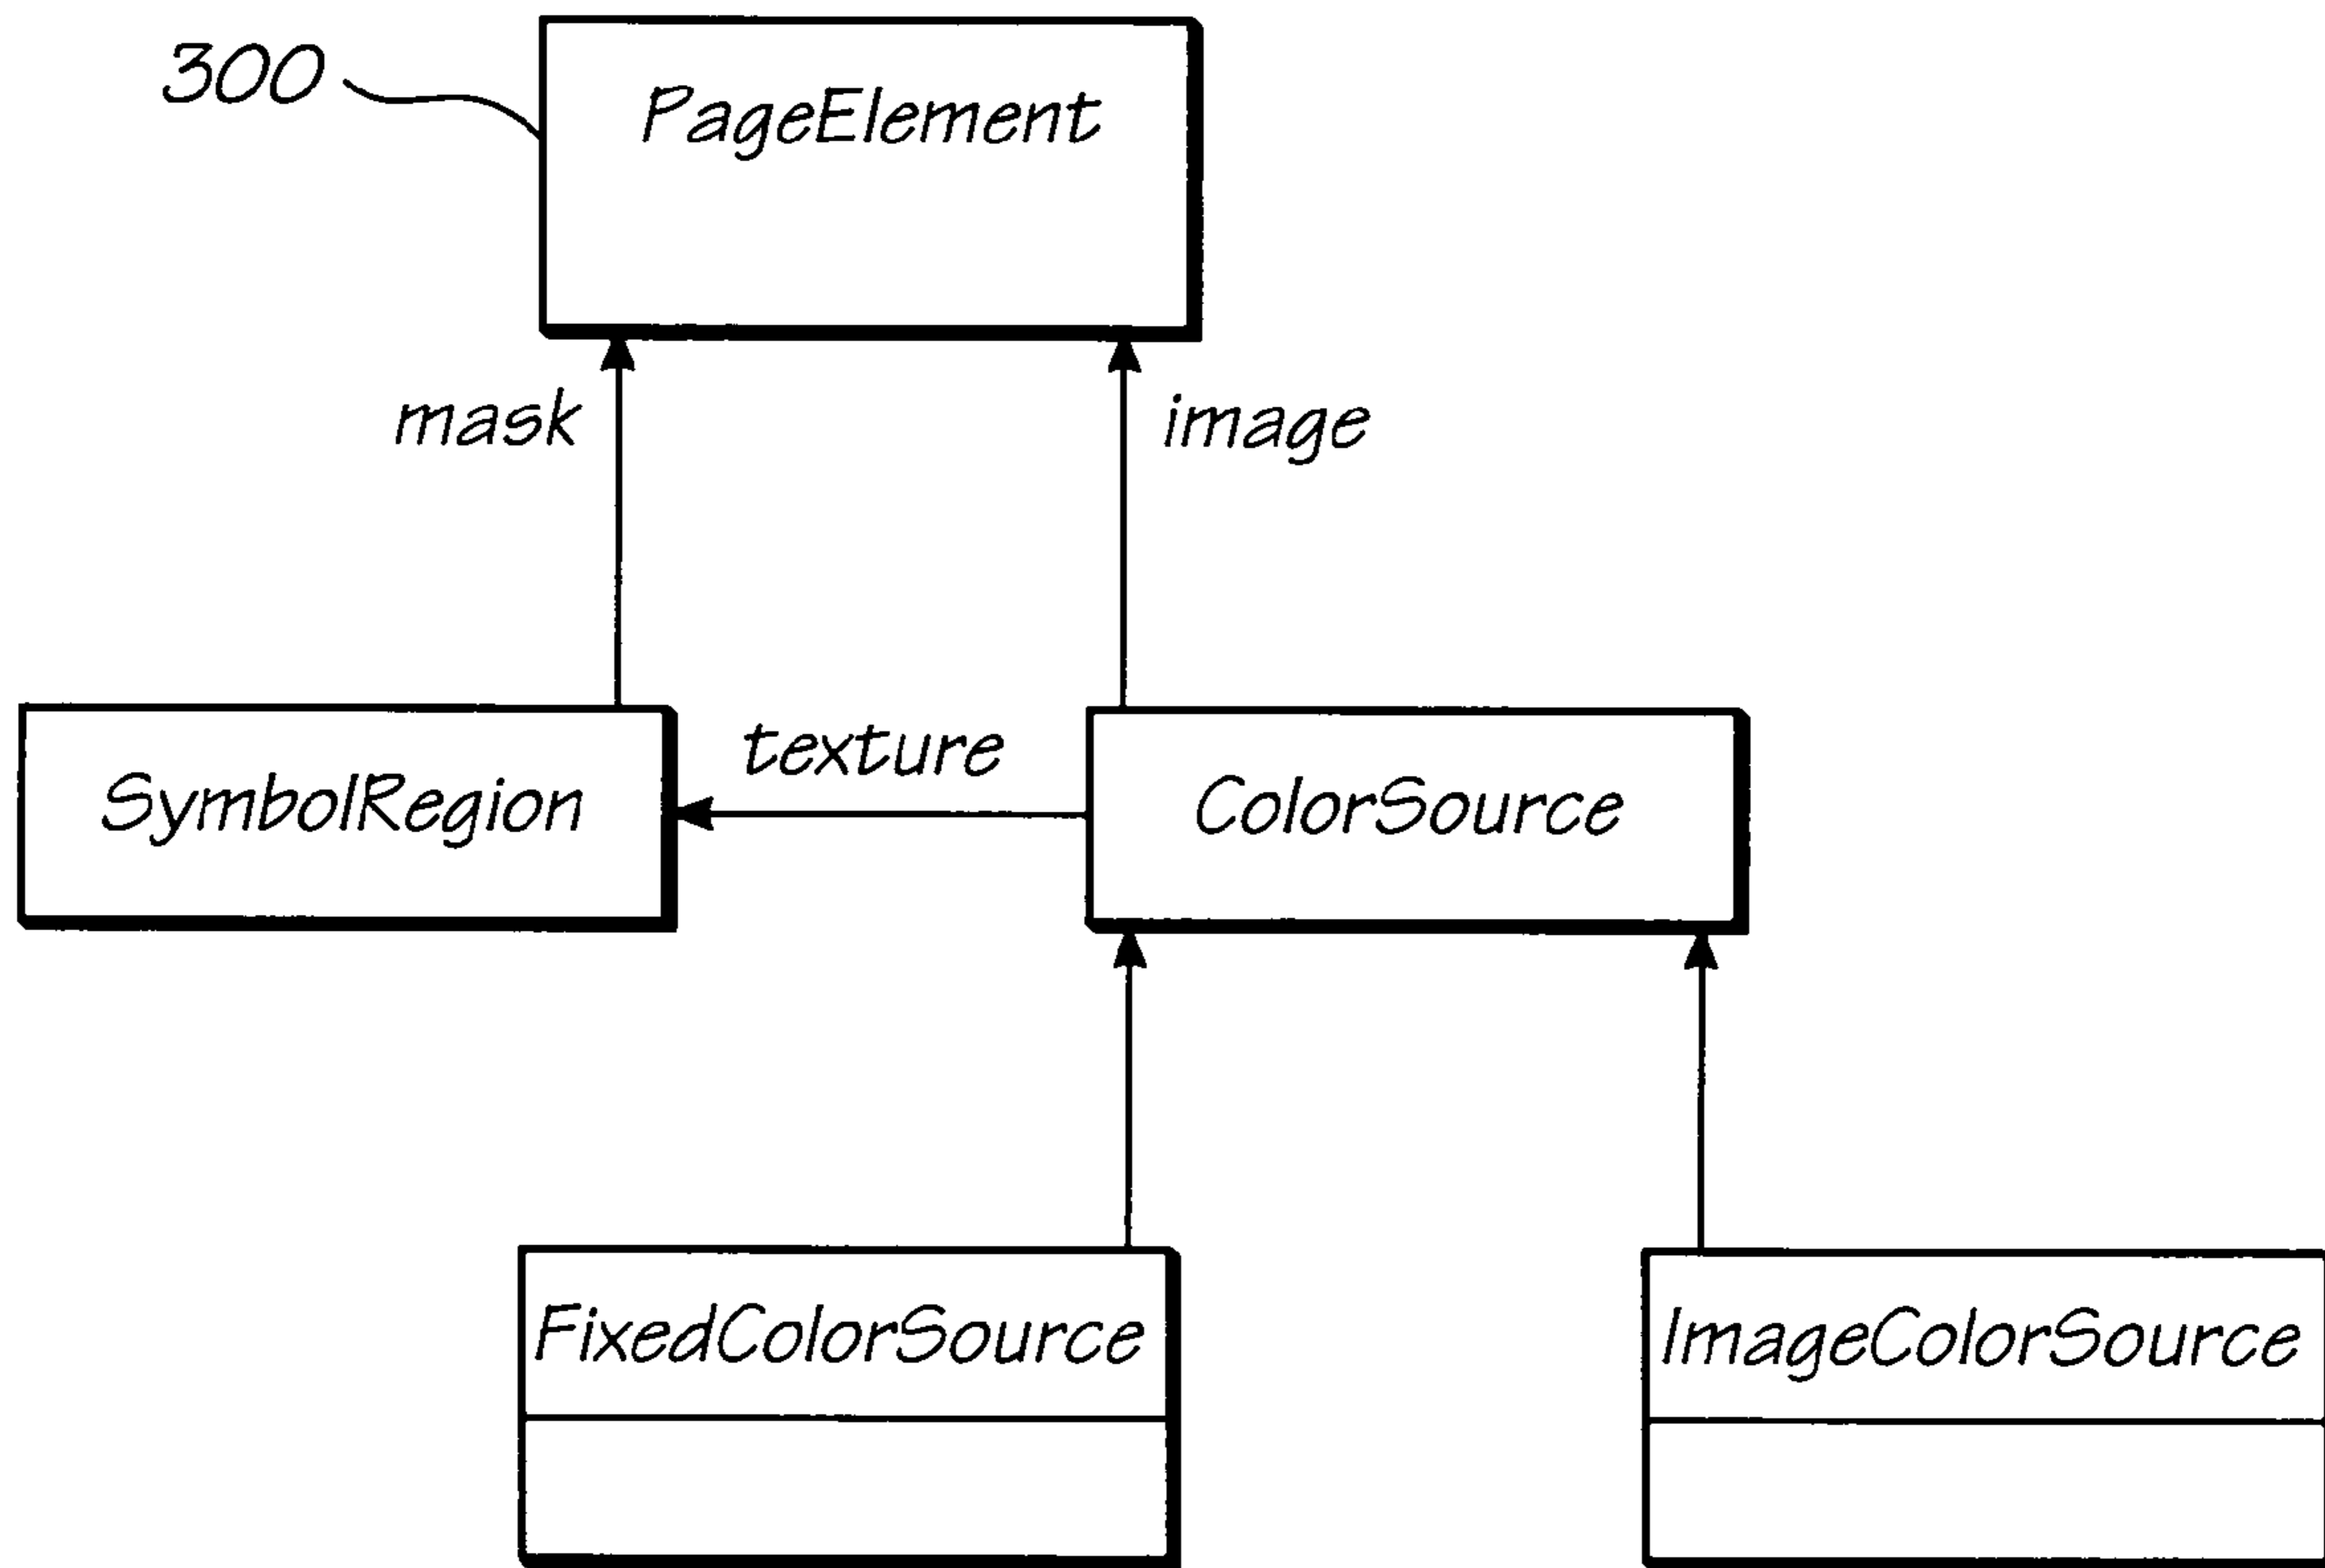 300
PageElement
mask
image
SymbolRegion
texture
ColorSource
FixedColorSource
ImageColorSource